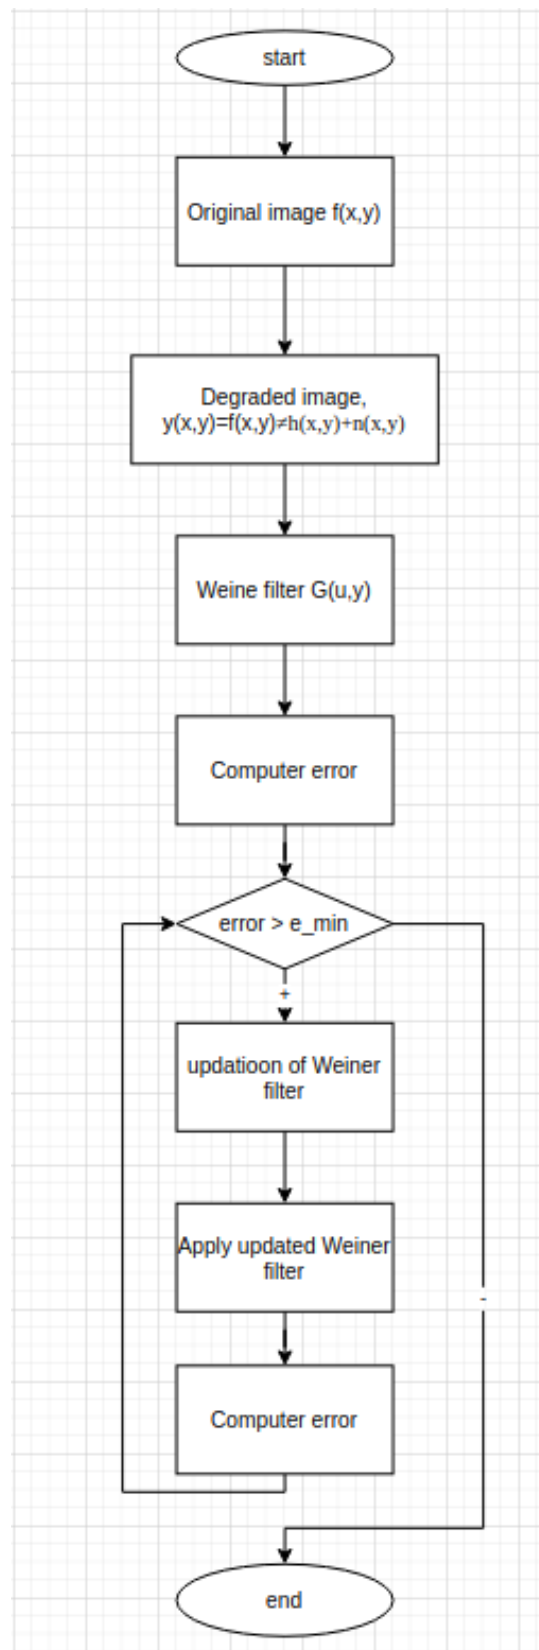 start
Original image f(x,y)
Degraded image,
y(x,y)=f(x,y)≠h(x,y)+n(x,y)
Weine filter G(u,y)
Computer error
error > e_min
+
updatioon of Weiner
filter
Apply updated Weiner
filter
-
Computer error
end